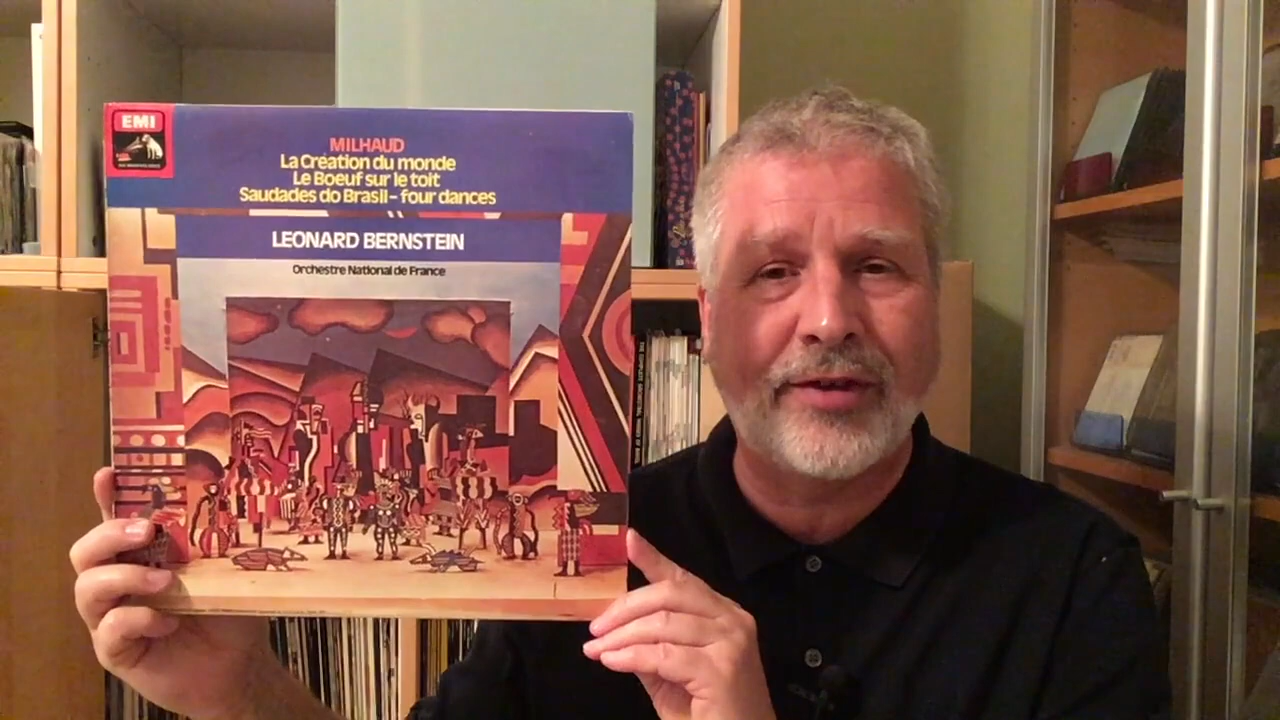 EMI
MILHAUD
La Création du monde
Le Boeuf sur le toit
Saudades do Brasil – four dances
LEONARD BERNSTEIN
Orchestre National de France